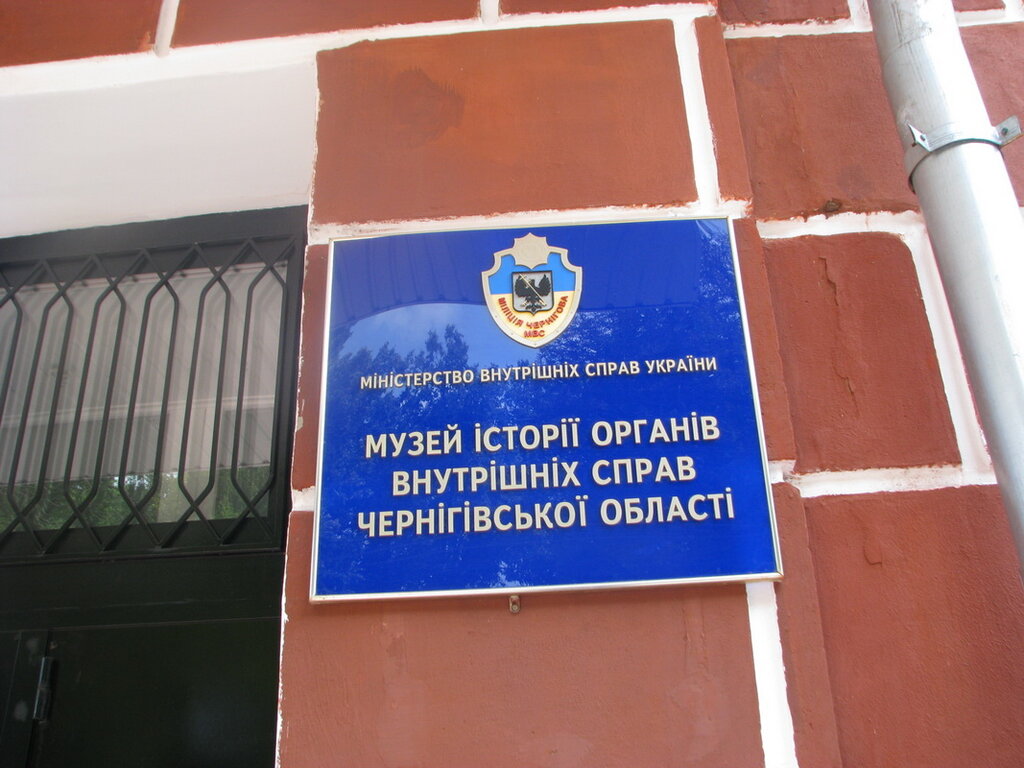 МІЛІЦІЯ ЧЕРНІГОВА
МВС
МІНІСТЕРСТВО ВНУТРІШНІХ СПРАВ УКРАЇНИ
МУЗЕЙ ІСТОРІЇ ОРГАНІВ
ВНУТРІШНІХ СПРАВ
ЧЕРНІГІВСЬКОЇ ОБЛАСТІ